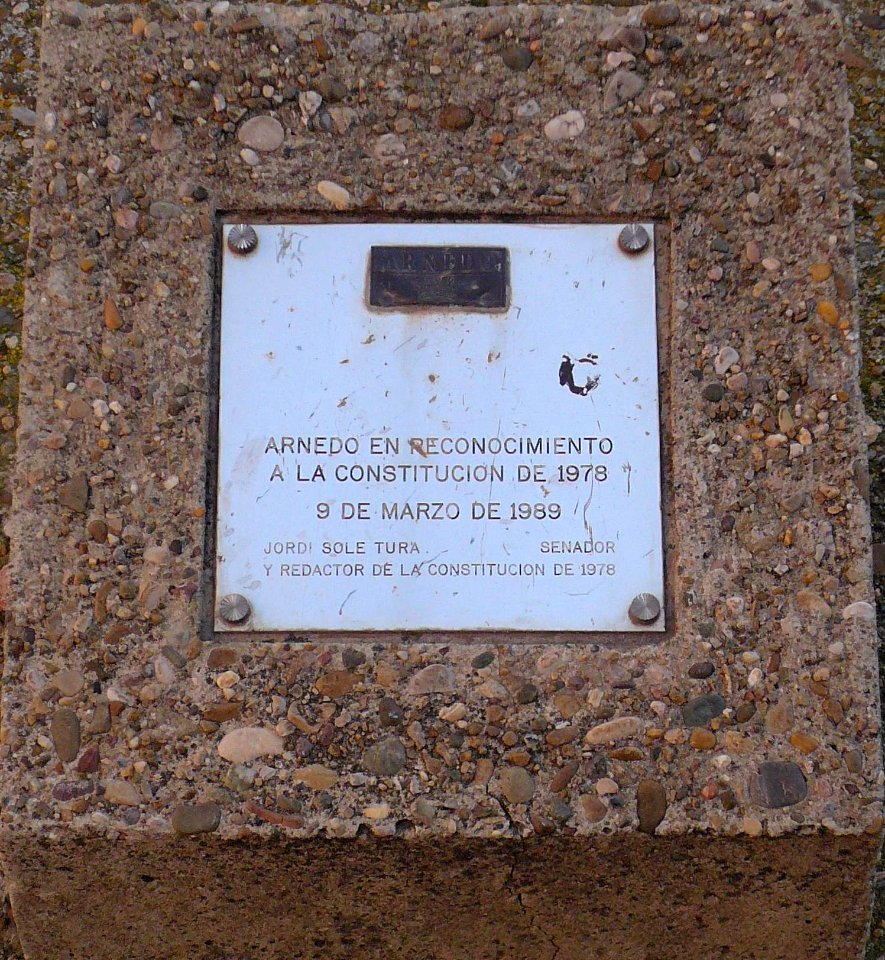 ARNEDO
ARNEDO EN RECONOCIMIENTO
A LA CONSTITUCION DE 1978
9 DE MARZO DE 1989
JORDI SOLE TURA. SENADOR
Y REDACTOR DE LA CONSTITUCION DE 1978